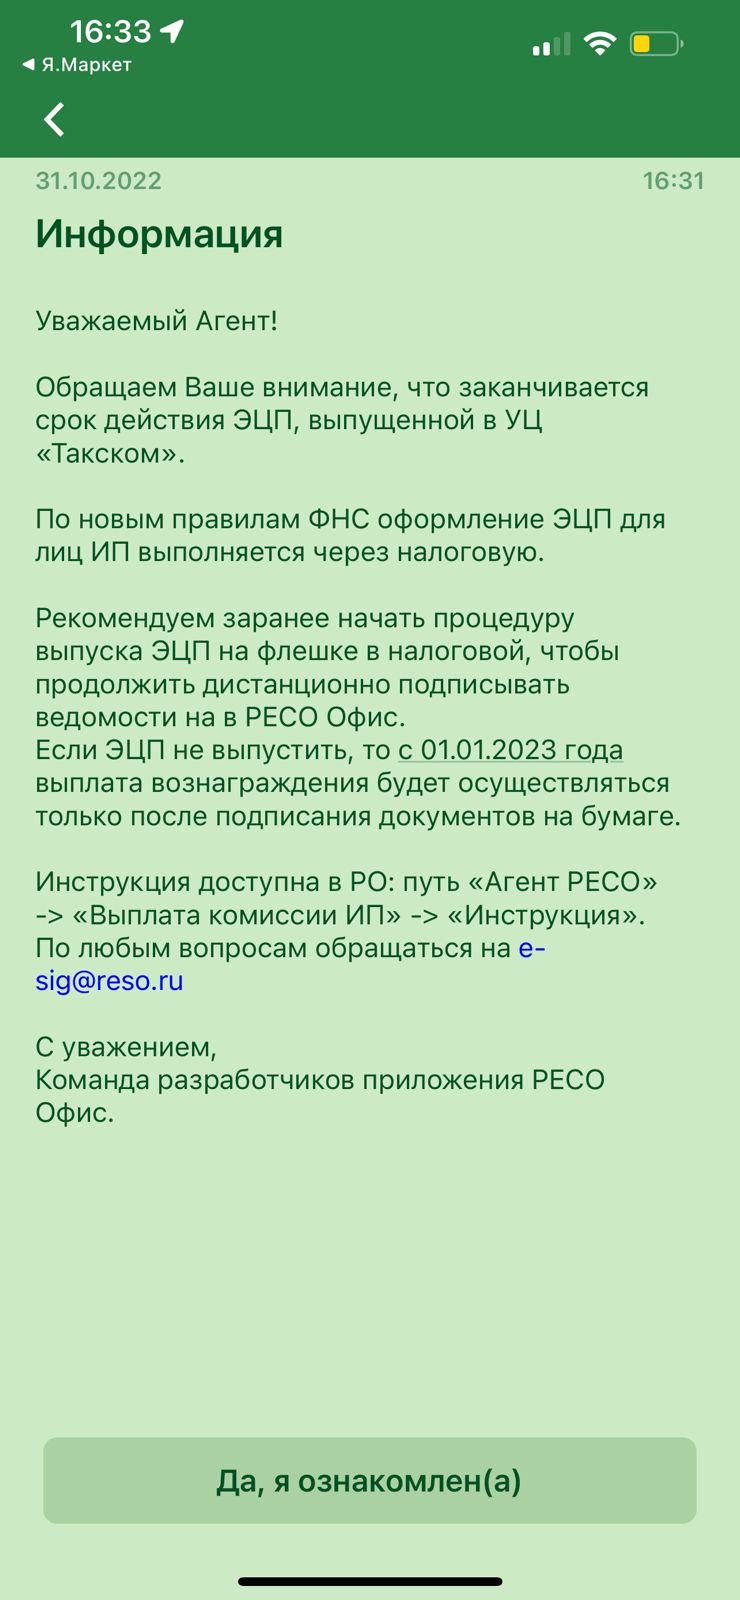 16:33
◀ Я.Маркет
31.10.2022 16:31
Информация
Уважаемый Агент!
Обращаем Ваше внимание, что заканчивается
срок действия ЭЦП, выпущенной в УЦ
«Такском».
По новым правилам ФНС оформление ЭЦП для
лиц ИП выполняется через налоговую.
Рекомендуем заранее начать процедуру
выпуска ЭЦП на флешке в налоговой, чтобы
продолжить дистанционно подписывать
ведомости на в РЕСО Офис.
Если ЭЦП не выпустить, то с 01.01.2023 года
выплата вознаграждения будет осуществляться
только после подписания документов на бумаге.
Инструкция доступна в РО: путь «Агент РЕСО»
-> «Выплата комиссии ИП» -> «Инструкция».
По любым вопросам обращаться на e-
sig@reso.ru
С уважением,
Команда разработчиков приложения РЕСО
Офис.
Да, я ознакомлен(а)